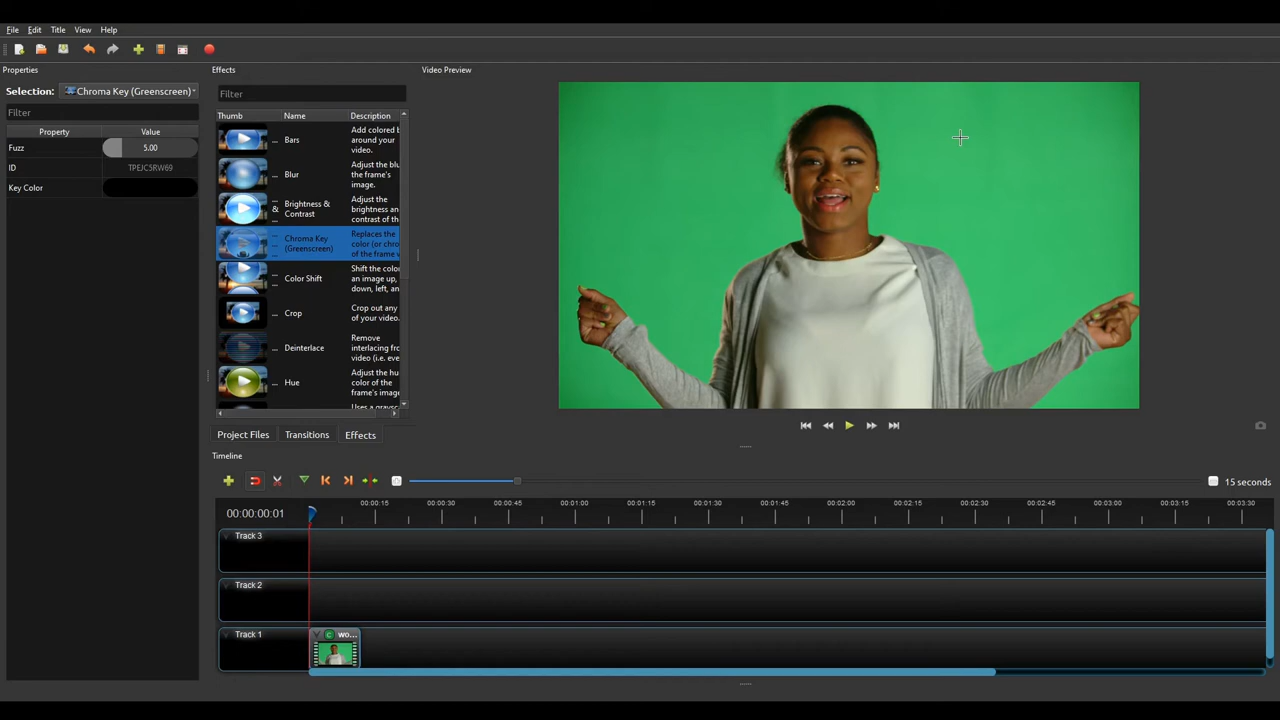 File Edit Title View Help
Properties
Effects
Video Preview
Selection: Chroma Key (Greenscreen)
Filter
Property Value
Fuzz 5.00
ID TPEJC5RW69
Key Color
Filter
Thumb Name Description
... Bars Add colored b
around your
video.
... Blur Adjust the blu
the frame's
image.
... & Brightness & Contrast Adjust the
brightness an
contrast of th
... Chroma Key (Greenscreen) Replaces the
color (or chro
of the frame v
... Color Shift Shift the colo
an image up,
down, left, an
... Crop Crop out any
of your video.
... Deinterlace Remove
interlacing fro
video (i.e. eve
... Hue Adjust the hu
color of the
frame's image
Uses a graysc
Project Files Transitions Effects
Timeline
15 seconds
00:00:00:01
00:00:15 00:00:30 00:00:45 00:01:00 00:01:15 00:01:30 00:01:45 00:02:00 00:02:15 00:02:30 00:02:45 00:03:00 00:03:15 00:03:30
Track 3
Track 2
Track 1
C wo...